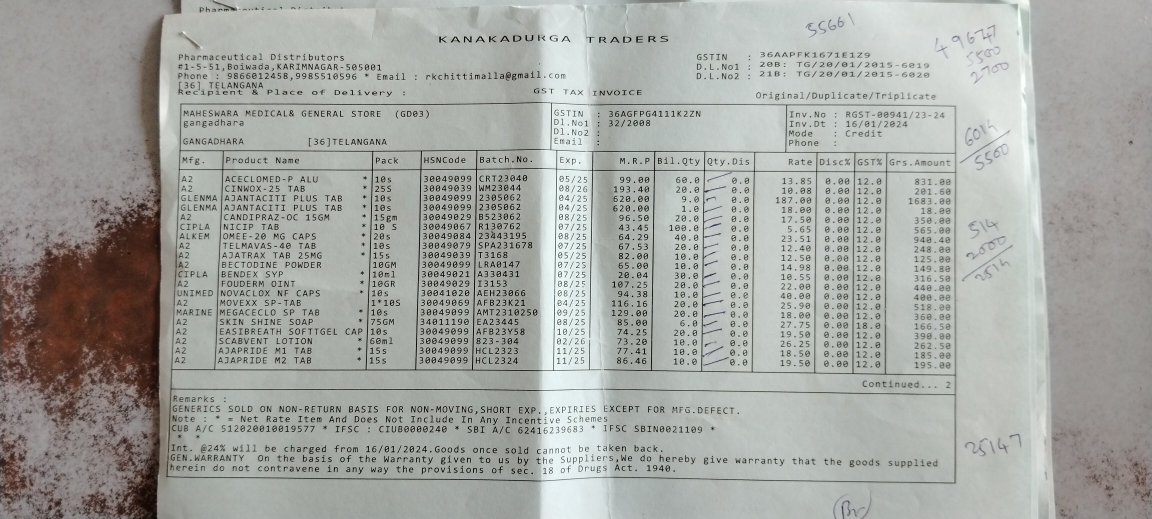 55661
KANAKADURGA TRADERS
Pharmaceutical Distributors
#1-5-51,Boiwada,KARIMNAGAR-505001
Phone : 9866012458,9985510596 * Email : rkchittimalla@gmail.com
[36] TELANGANA
GSTIN : 36AAPFK1671E1Z9
D.L.No1 : 20B: TG/20/01/2015-6019
D.L.No2 : 21B: TG/20/01/2015-6020
Recipient & Place of Delivery : GST TAX INVOICE Original/Duplicate/Triplicate
MAHESWARA MEDICAL& GENERAL STORE (GD03)
gangadhara
GANGADHARA [36]TELANGANA
GSTIN : 36AGFPG4111K2ZN
Dl.No1 : 32/2008
Dl.No2 :
Email :
Inv.No : RGST-00941/23-24
Inv.Dt : 16/01/2024
Mode : Credit
Phone :
Mfg. Product Name Pack HSNCode Batch.No. Exp. M.R.P Bil.Qty Qty.Dis Rate Disc% GST% Grs.Amount
A2 ACECLOMED-P ALU * 10s 30049099 CRT23040 05/25 99.00 60.0 0.0 13.85 0.00 12.0 831.00
A2 CINWOX-25 TAB * 25S 30049039 WM23044 08/26 193.40 20.0 0.0 10.08 0.00 12.0 201.60
GLENMA AJANTACITI PLUS TAB * 10s 30049099 2305062 04/25 620.00 9.0 0.0 187.00 0.00 12.0 1683.00
GLENMA AJANTACITI PLUS TAB * 10s 30049099 2305062 04/25 620.00 1.0 0.0 18.00 0.00 12.0 18.00
A2 CANDIPRAZ-OC 15GM * 15gm 30049029 B523062 08/25 96.50 20.0 0.0 17.50 0.00 12.0 350.00
CIPLA NICIP TAB * 10 S 30049067 R130762 07/25 43.45 100.0 0.0 5.65 0.00 12.0 565.00
ALKEM OMEE-20 MG CAPS * 20s 30049084 23443195 08/25 64.29 40.0 0.0 23.51 0.00 12.0 940.40
A2 TELMAVAS-40 TAB * 10s 30049079 SPA231678 07/25 67.53 20.0 0.0 12.40 0.00 12.0 248.00
A2 AJATRAX TAB 25MG * 15s 30049039 T3168 05/25 82.00 10.0 0.0 12.50 0.00 12.0 125.00
A2 BECTODINE POWDER 10GM 30049099 LRA0147 07/25 65.00 10.0 0.0 14.98 0.00 12.0 149.80
CIPLA BENDEX SYP * 10ml 30049021 A330431 05/25 20.04 30.0 0.0 10.55 0.00 12.0 316.50
A2 FOUDERM OINT * 10GR 30049029 I3153 08/25 107.25 20.0 0.0 22.00 0.00 12.0 440.00
UNIMED NOVACLOX NF CAPS * 10s 30041020 AEH23066 08/25 94.38 10.0 0.0 40.00 0.00 12.0 400.00
A2 MOVEXX SP-TAB * 1*10S 30049069 AFB23K21 04/25 116.16 20.0 0.0 25.90 0.00 12.0 518.00
MARINE MEGACECLO SP TAB * 10s 30049099 AMT2310250 09/25 129.00 20.0 0.0 18.00 0.00 12.0 360.00
A2 SKIN SHINE SOAP * 75GM 34011190 EA23445 08/25 85.00 6.0 0.0 27.75 0.00 18.0 166.50
A2 EASIBREATH SOFTTGEL CAP 10s 30049099 AFB23Y58 10/25 74.25 20.0 0.0 19.50 0.00 12.0 390.00
A2 SCABVENT LOTION * 60ml 30049099 823-304 02/26 73.20 10.0 0.0 26.25 0.00 12.0 262.50
A2 AJAPRIDE M1 TAB * 15s 30049099 HCL2323 11/25 77.41 10.0 0.0 18.50 0.00 12.0 185.00
A2 AJAPRIDE M2 TAB * 15s 30049099 HCL2324 11/25 86.46 10.0 0.0 19.50 0.00 12.0 195.00
Continued... 2
Remarks :
GENERICS SOLD ON NON-RETURN BASIS FOR NON-MOVING,SHORT EXP.,EXPIRIES EXCEPT FOR MFG.DEFECT.
Note : * = Net Rate Item And Does Not Include In Any Incentive Schemes
CUB A/C 512020010019577 * IFSC : CIUB0000240 * SBI A/C 62416239683 * IFSC SBIN0021109 *
* *
Int. @24% will be charged from 16/01/2024.Goods once sold cannot be taken back.
GEN.WARRANTY On the basis of the Warranty given to us by the Suppliers,We do hereby give warranty that the goods supplied
herein do not contravene in any way the provisions of sec. 18 of Drugs Act. 1940.
5500
2700
6014
5500
514
2000
2514
25147